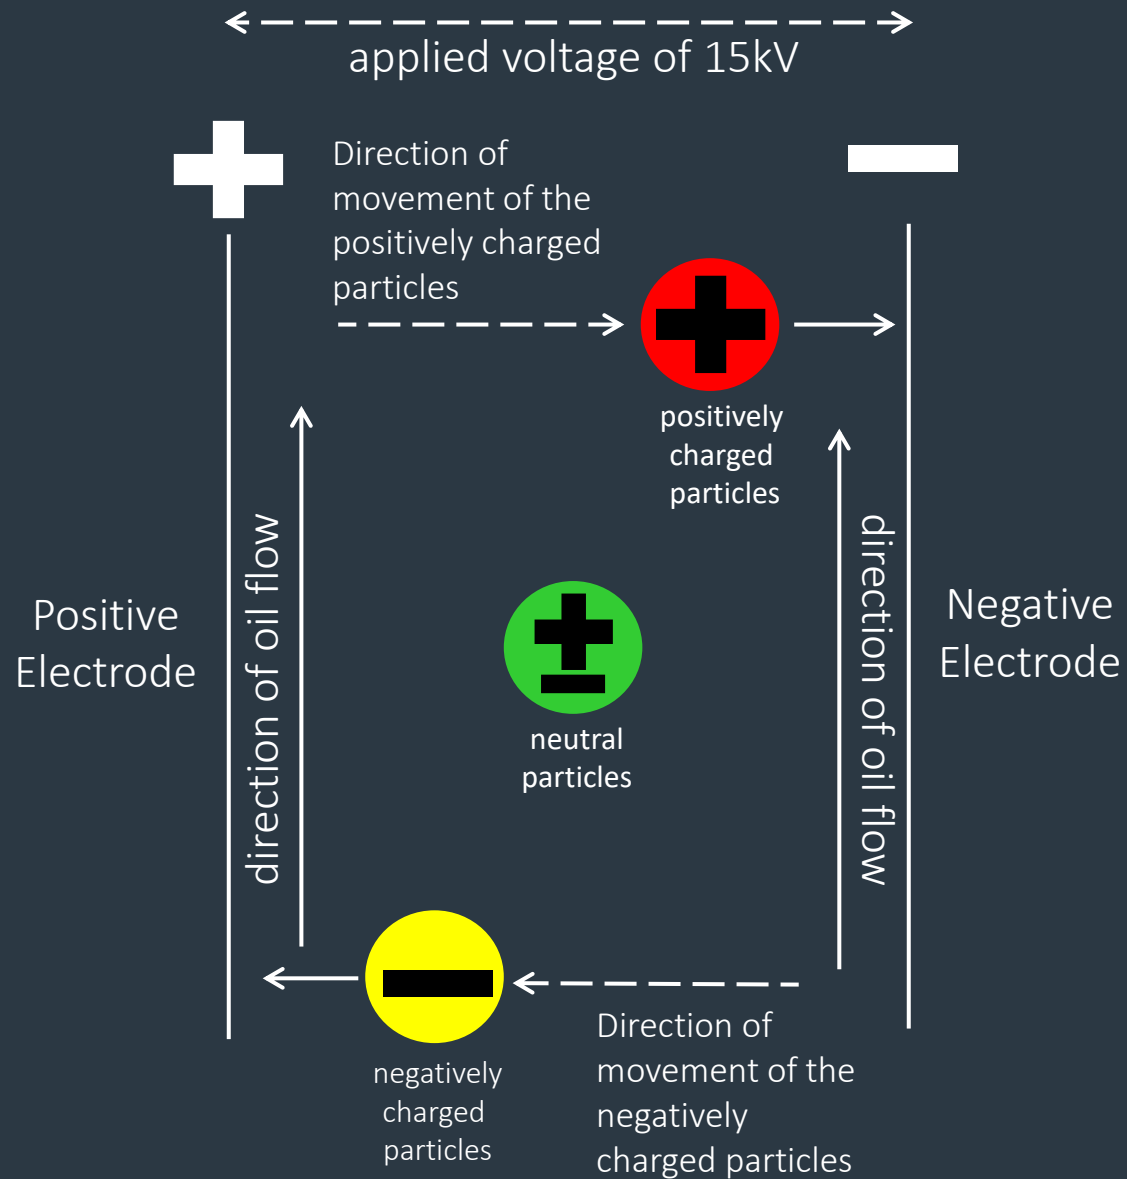 applied voltage of 15kV
Direction of
movement of the
positively charged
particles
positively
charged
particles
direction of oil flow
direction of oil flow
Positive
Electrode
Negative
Electrode
neutral
particles
negatively
charged
particles
Direction of
movement of the
negatively
charged particles